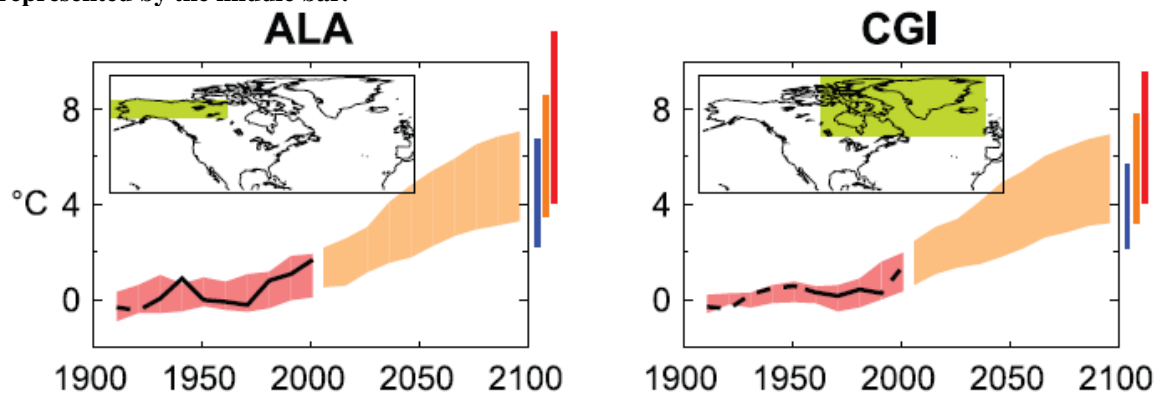 represented by the middle bar.
ALA CGI
8 8
°C 4 4
0 0
1900 1950 2000 2050 2100 1900 1950 2000 2050 2100